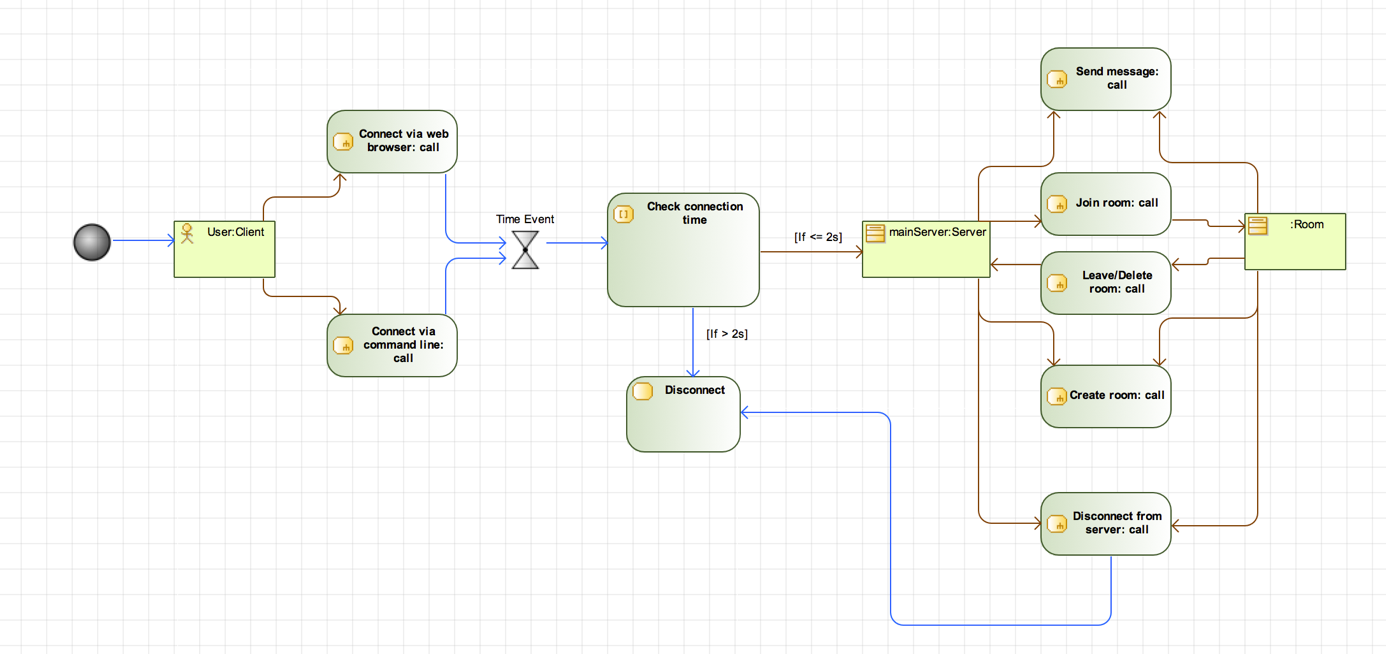 Send message:
call
Connect via web
browser: call
Join room: call
User:Client
Time Event
Check connection
time
[If <= 2s]
mainServer:Server
:Room
Leave/Delete
room: call
Connect via
command line:
call
[If > 2s]
Disconnect
Create room: call
Disconnect from
server: call